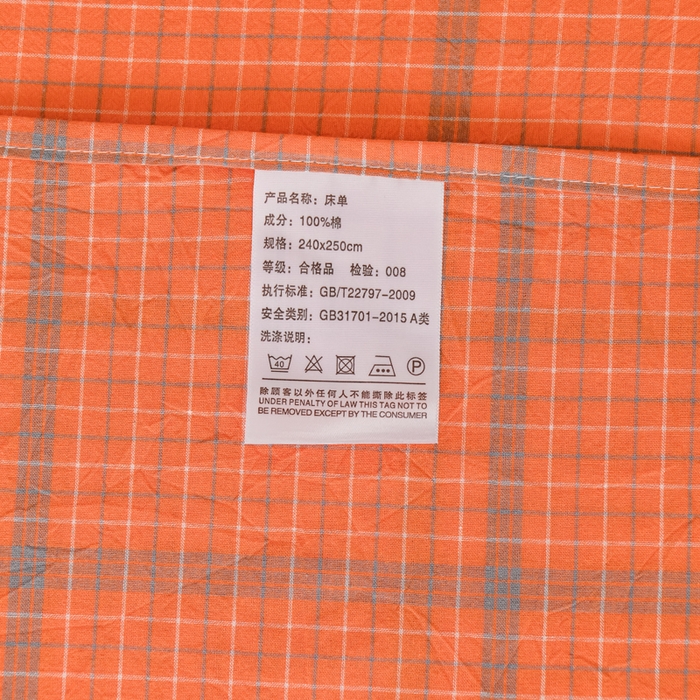 产品名称：床单
成分：100%棉
规格：240x250cm
等级：合格品 检验：008
执行标准：GB/T22797-2009
安全类别：GB31701-2015 A类
洗涤说明：
40 P
除顾客以外任何人不能撕除此标签
UNDER PENALTY OF LAW THIS TAG NOT TO
BE REMOVED EXCEPT BY THE CONSUMER